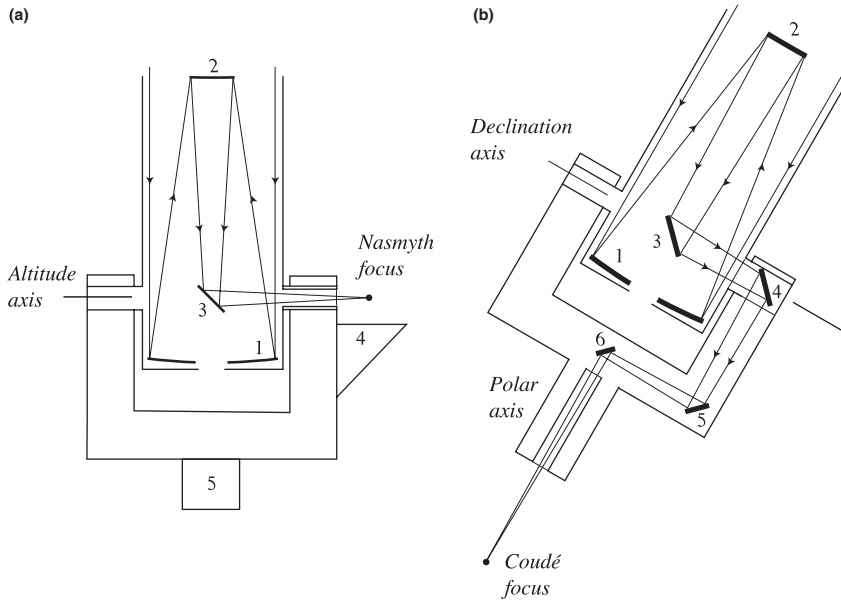 (a)
2
Nasmyth
focus
Altitude
axis
3
1
4
5
(b)
2
Declination
axis
3
1
4
6
Polar
axis
5
Coudé
focus